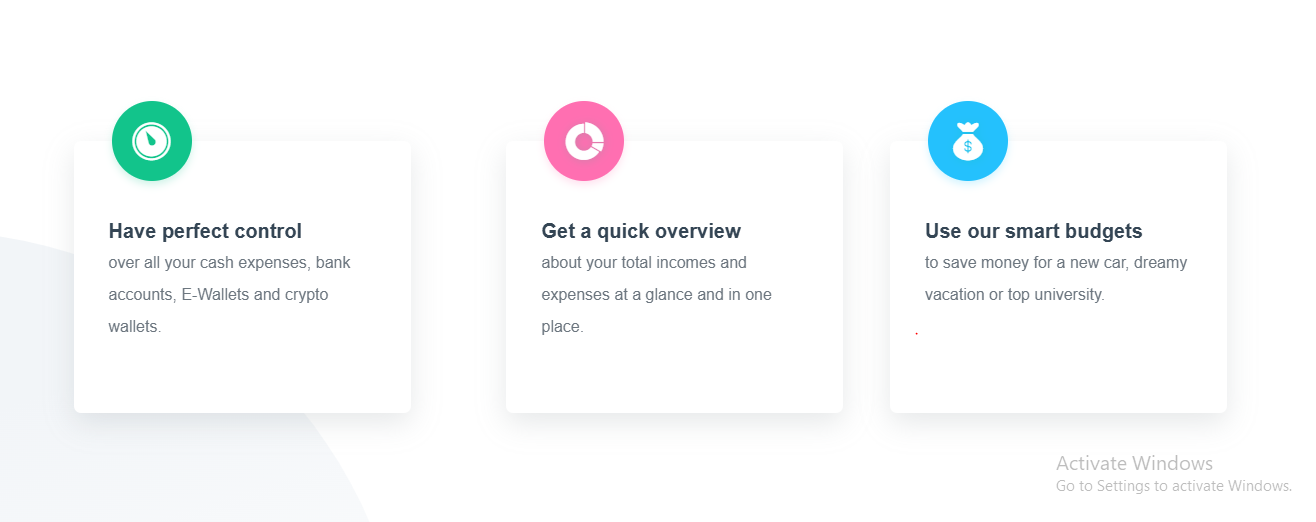 Have perfect control
over all your cash expenses, bank
accounts, E-Wallets and crypto
wallets.
Get a quick overview
about your total incomes and
expenses at a glance and in one
place.
$
Use our smart budgets
to save money for a new car, dreamy
vacation or top university.
Activate Windows
Go to Settings to activate Windows.